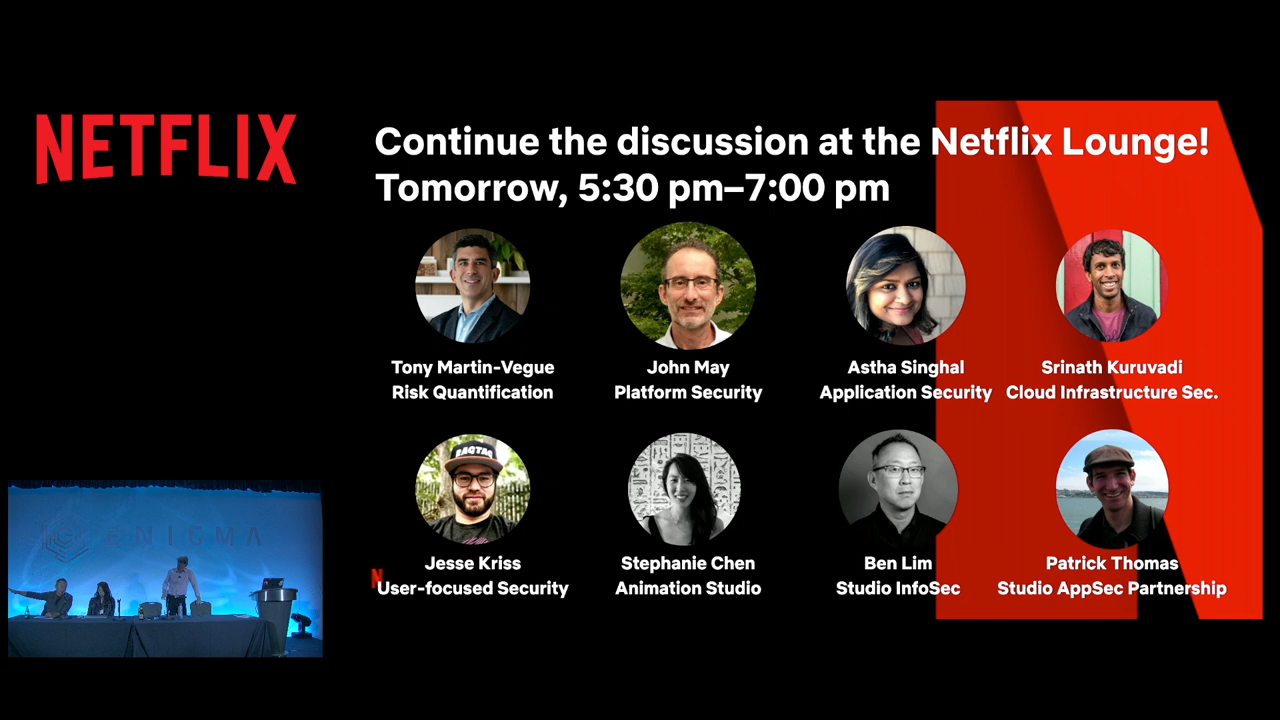 NETFLIX
Continue the discussion at the Netflix Lounge!
Tomorrow, 5:30 pm–7:00 pm
Tony Martin-Vegue
Risk Quantification
John May
Platform Security
Astha Singhal
Application Security
Srinath Kuruvadi
Cloud Infrastructure Sec.
RAGTAG
Jesse Kriss
User-focused Security
Stephanie Chen
Animation Studio
Ben Lim
Studio InfoSec
Patrick Thomas
Studio AppSec Partnership
N
ENIGMA